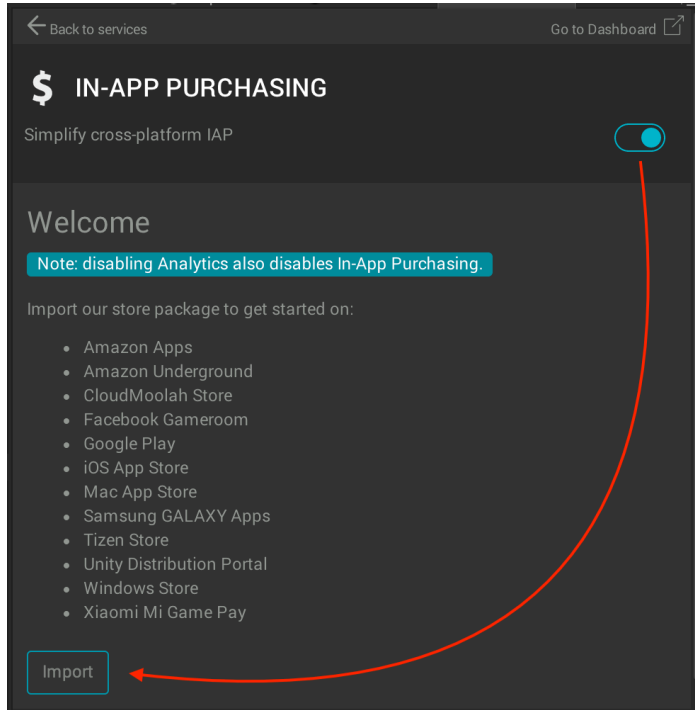 Back to services
Go to Dashboard
$ IN-APP PURCHASING
Simplify cross-platform IAP
Welcome
Note: disabling Analytics also disables In-App Purchasing.
Import our store package to get started on:
• Amazon Apps
• Amazon Underground
• CloudMoolah Store
• Facebook Gameroom
• Google Play
• iOS App Store
• Mac App Store
• Samsung GALAXY Apps
• Tizen Store
• Unity Distribution Portal
• Windows Store
• Xiaomi Mi Game Pay
Import